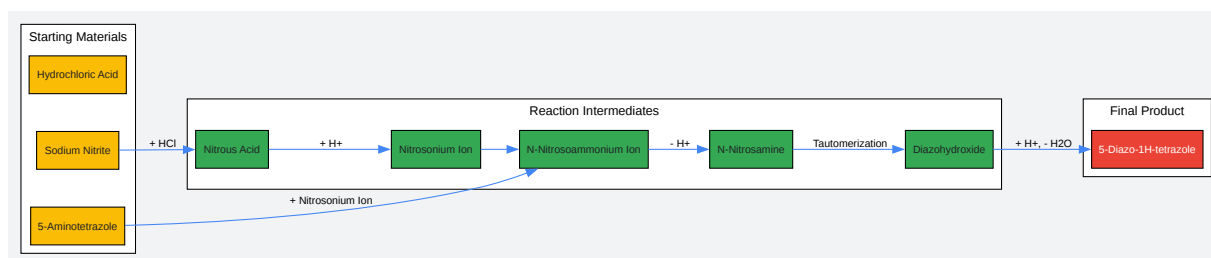 Starting Materials
Hydrochloric Acid
Sodium Nitrite
5-Aminotetrazole
+ HCl
+ Nitrosonium Ion
Reaction Intermediates
Nitrous Acid
+ H+
Nitrosonium Ion
N-Nitrosoammonium Ion
- H+
N-Nitrosamine
Tautomerization
Diazohydroxide
+ H+, - H2O
Final Product
5-Diazo-1H-tetrazole